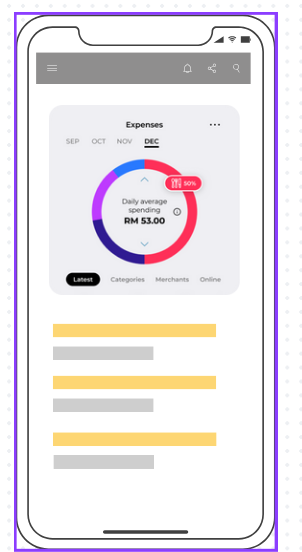 Expenses
SEP OCT NOV DEC
50%
Daily average
spending
RM 53.00
Latest Categories Merchants Online